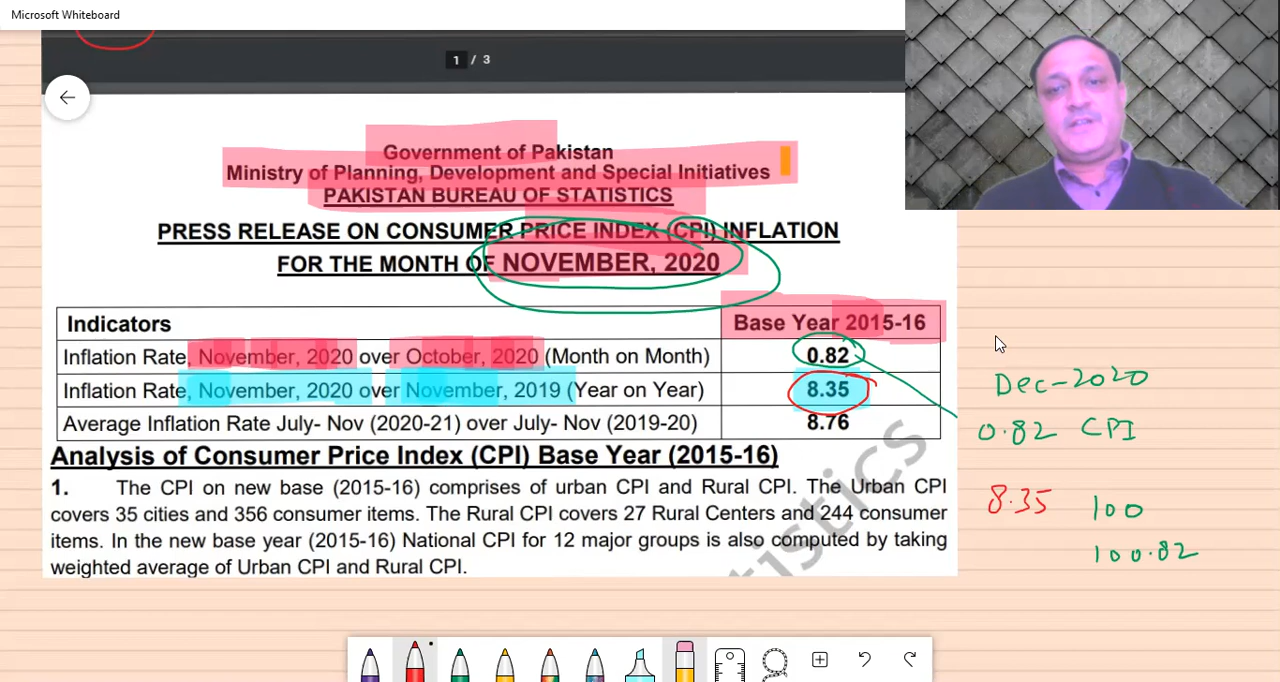 Microsoft Whiteboard
1 / 3
Government of Pakistan
Ministry of Planning, Development and Special Initiatives
PAKISTAN BUREAU OF STATISTICS
PRESS RELEASE ON CONSUMER PRICE INDEX (CPI) INFLATION
FOR THE MONTH OF NOVEMBER, 2020
Indicators Base Year 2015-16
Inflation Rate, November, 2020 over October, 2020 (Month on Month) 0.82
Inflation Rate, November, 2020 over November, 2019 (Year on Year) 8.35
Average Inflation Rate July- Nov (2020-21) over July- Nov (2019-20) 8.76
Analysis of Consumer Price Index (CPI) Base Year (2015-16)
1. The CPI on new base (2015-16) comprises of urban CPI and Rural CPI. The Urban CPI
covers 35 cities and 356 consumer items. The Rural CPI covers 27 Rural Centers and 244 consumer
items. In the new base year (2015-16) National CPI for 12 major groups is also computed by taking
weighted average of Urban CPI and Rural CPI.
Dec-2020
0.82 CPI
8.35 100
100.82